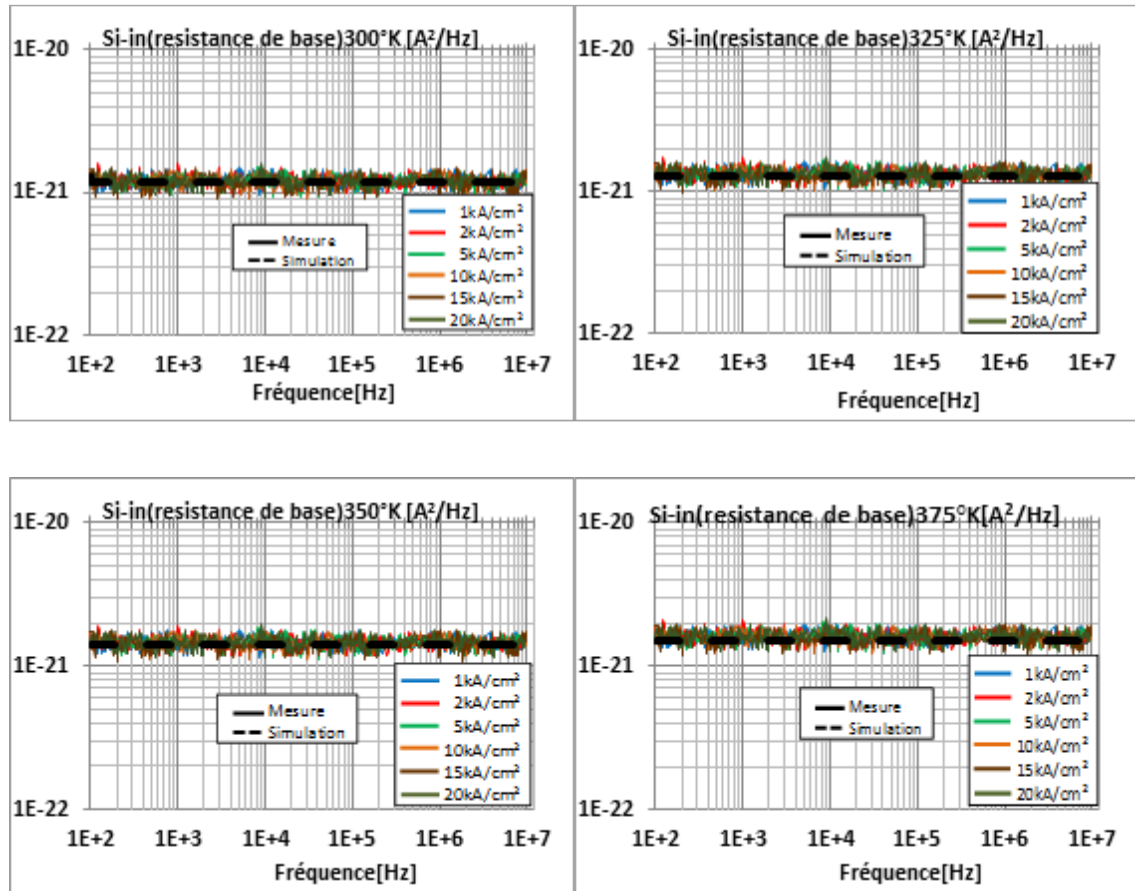 Si-in(resistance de base)300°K [A²/Hz]
1E-20
1E-21
1E-22
Mesure
Simulation
1kA/cm²
2kA/cm²
5kA/cm²
10kA/cm²
15kA/cm²
20kA/cm²
1E+2 1E+3 1E+4 1E+5 1E+6 1E+7
Fréquence[Hz]
Si-in(resistance de base)325°K [A²/Hz]
1E-20
1E-21
1E-22
Mesure
Simulation
1kA/cm²
2kA/cm²
5kA/cm²
10kA/cm²
15kA/cm²
20kA/cm²
1E+2 1E+3 1E+4 1E+5 1E+6 1E+7
Fréquence[Hz]
Si-in(resistance de base)350°K [A²/Hz]
1E-20
1E-21
1E-22
Mesure
Simulation
1kA/cm²
2kA/cm²
5kA/cm²
10kA/cm²
15kA/cm²
20kA/cm²
1E+2 1E+3 1E+4 1E+5 1E+6 1E+7
Fréquence[Hz]
Si-in(resistance de base)375°K[A²/Hz]
1E-20
1E-21
1E-22
Mesure
Simulation
1kA/cm²
2kA/cm²
5kA/cm²
10kA/cm²
15kA/cm²
20kA/cm²
1E+2 1E+3 1E+4 1E+5 1E+6 1E+7
Fréquence[Hz]